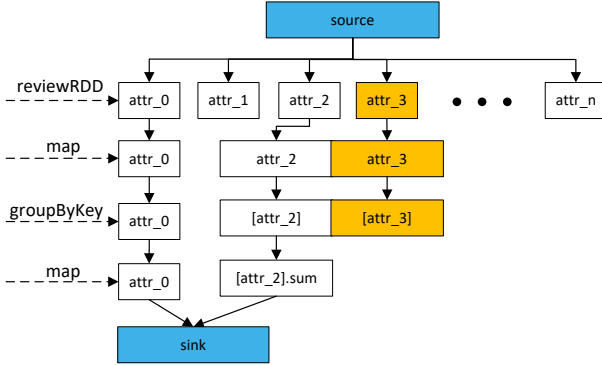 source
reviewRDD
attr_0
attr_1
attr_2
attr_3
• • •
attr_n
map
attr_0
attr_2
attr_3
groupByKey
attr_0
[attr_2]
[attr_3]
map
attr_0
[attr_2].sum
sink